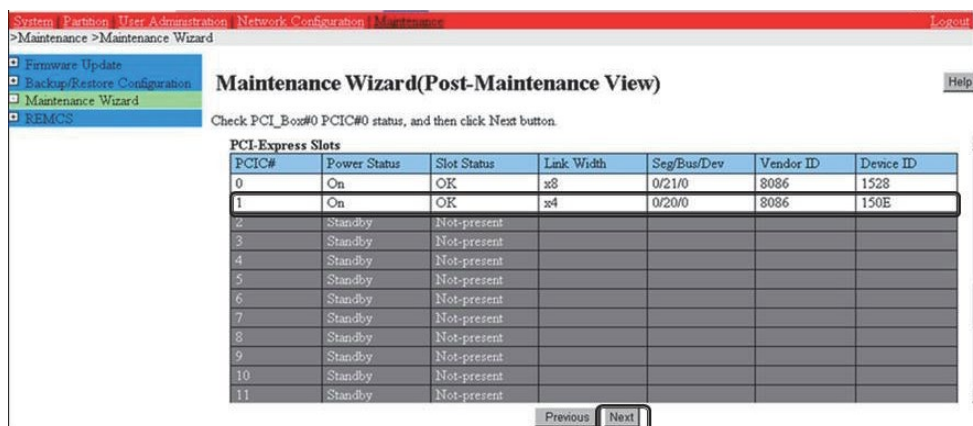 System | Partition | User Administration | Network Configuration | Maintenance Logout
>Maintenance >Maintenance Wizard
Firmware Update
Backup/Restore Configuration
Maintenance Wizard
REMCS
Maintenance Wizard(Post-Maintenance View)
Help
Check PCI_Box#0 PCIC#0 status, and then click Next button.
PCI-Express Slots
PCIC# Power Status Slot Status Link Width Seg/Bus/Dev Vendor ID Device ID
0 On OK x8 0/21/0 8086 1528
1 On OK x4 0/20/0 8086 150E
2 Standby Not-present
3 Standby Not-present
4 Standby Not-present
5 Standby Not-present
6 Standby Not-present
7 Standby Not-present
8 Standby Not-present
9 Standby Not-present
10 Standby Not-present
11 Standby Not-present
Previous Next